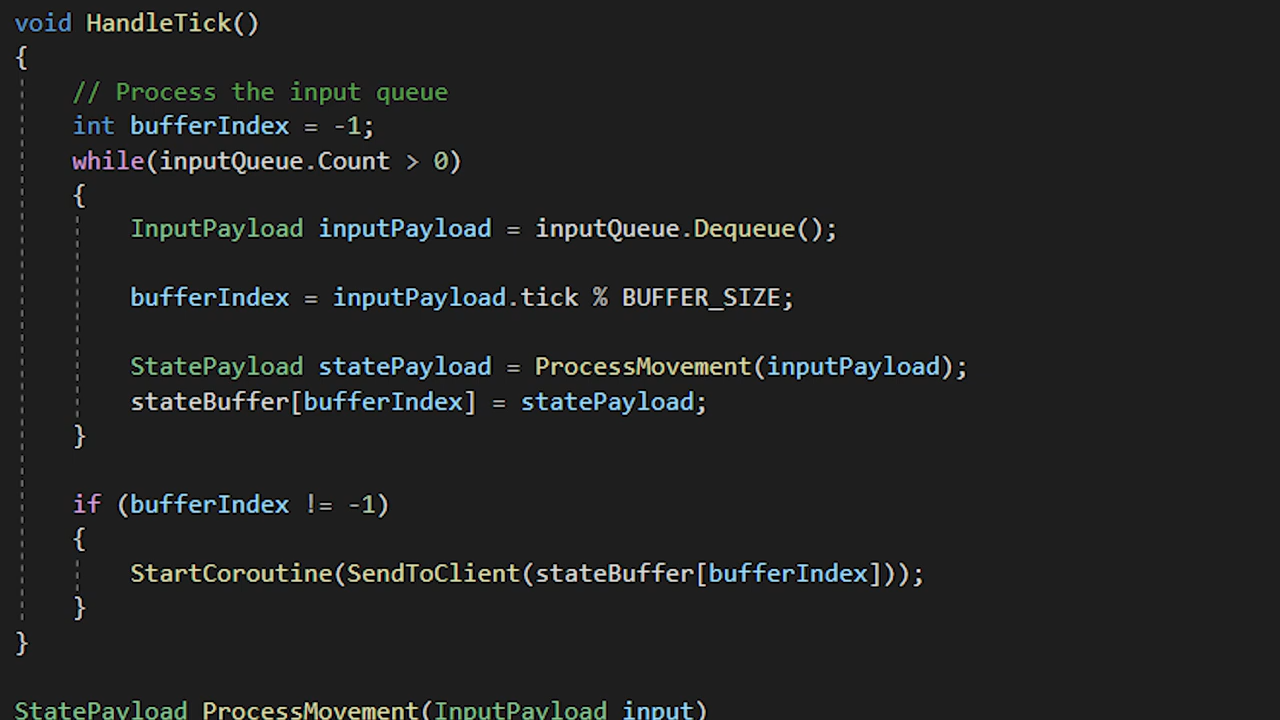 void HandleTick()
{
    // Process the input queue
    int bufferIndex = -1;
    while(inputQueue.Count > 0)
    {
        InputPayload inputPayload = inputQueue.Dequeue();
        bufferIndex = inputPayload.tick % BUFFER_SIZE;
        StatePayload statePayload = ProcessMovement(inputPayload);
        stateBuffer[bufferIndex] = statePayload;
    }
    if (bufferIndex != -1)
    {
        StartCoroutine(SendToClient(stateBuffer[bufferIndex]));
    }
}
StatePayload ProcessMovement(InputPayload input)